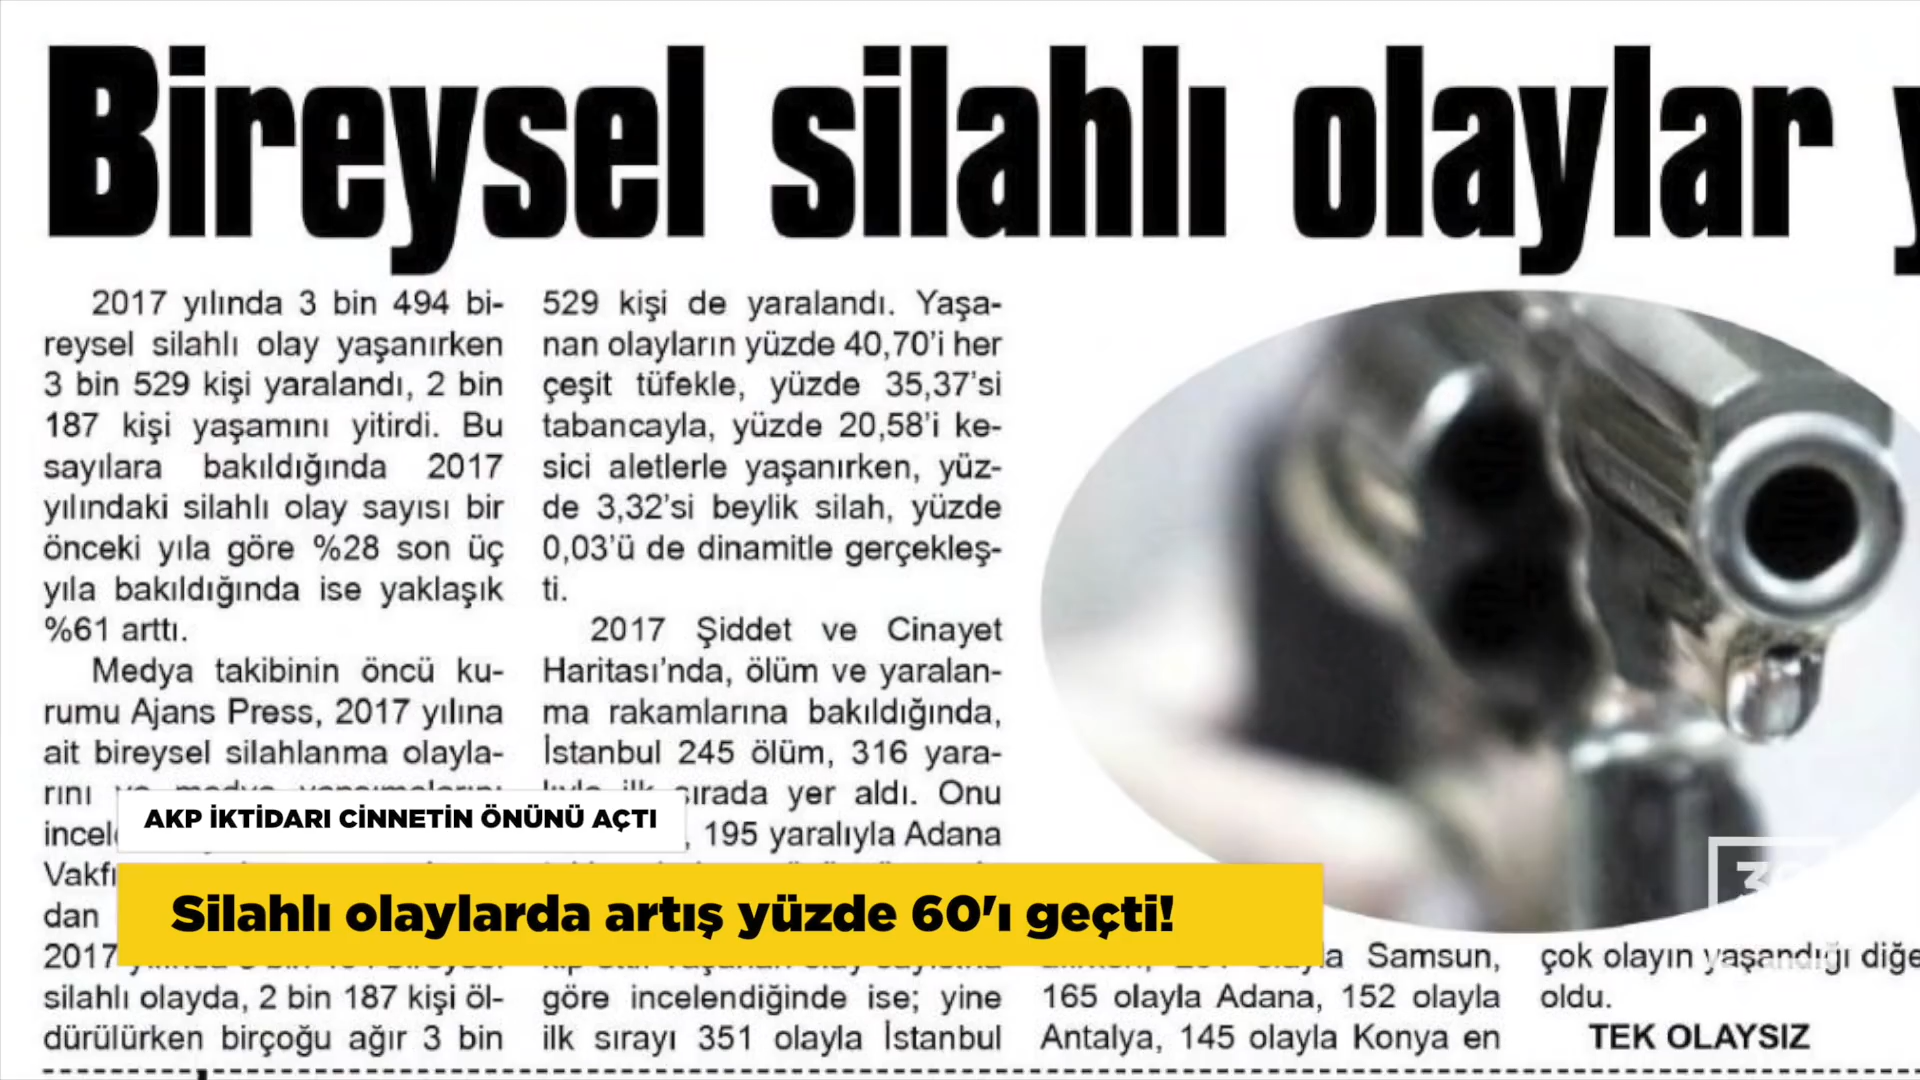 Bireysel silahlı olaylar
2017 yılında 3 bin 494 bi-
reysel silahlı olay yaşanırken
3 bin 529 kişi yaralandı, 2 bin
187 kişi yaşamını yitirdi. Bu
sayılara bakıldığında 2017
yılındaki silahlı olay sayısı bir
önceki yıla göre %28 son üç
yıla bakıldığında ise yaklaşık
%61 arttı.
Medya takibinin öncü ku-
rumu Ajans Press, 2017 yılına
ait bireysel silahlanma olayla-
rını
dan
2017
silahlı olayda, 2 bin 187 kişi öl-
dürülürken birçoğu ağır 3 bin
529 kişi de yaralandı. Yaşa-
nan olayların yüzde 40,70'i her
çeşit tüfekle, yüzde 35,37'si
tabancayla, yüzde 20,58'i ke-
sici aletlerle yaşanırken, yüz-
de 3,32'si beylik silah, yüzde
0,03'ü de dinamitle gerçekleş-
ti.
2017 Şiddet ve Cinayet
Haritası'nda, ölüm ve yaralan-
ma rakamlarına bakıldığında,
İstanbul 245 ölüm, 316 yara-
sırada yer aldı. Onu
, 195 yaralıyla Adana
göre incelendiğinde ise; yine
ilk sırayı 351 olayla İstanbul
Samsun,
165 olayla Adana, 152 olayla
Antalya, 145 olayla Konya en
çok olayın yaşandığı diğe
oldu.
TEK OLAYSIZ
AKP İKTİDARI CİNNETİN ÖNÜNÜ AÇTI
Silahlı olaylarda artış yüzde 60'ı geçti!